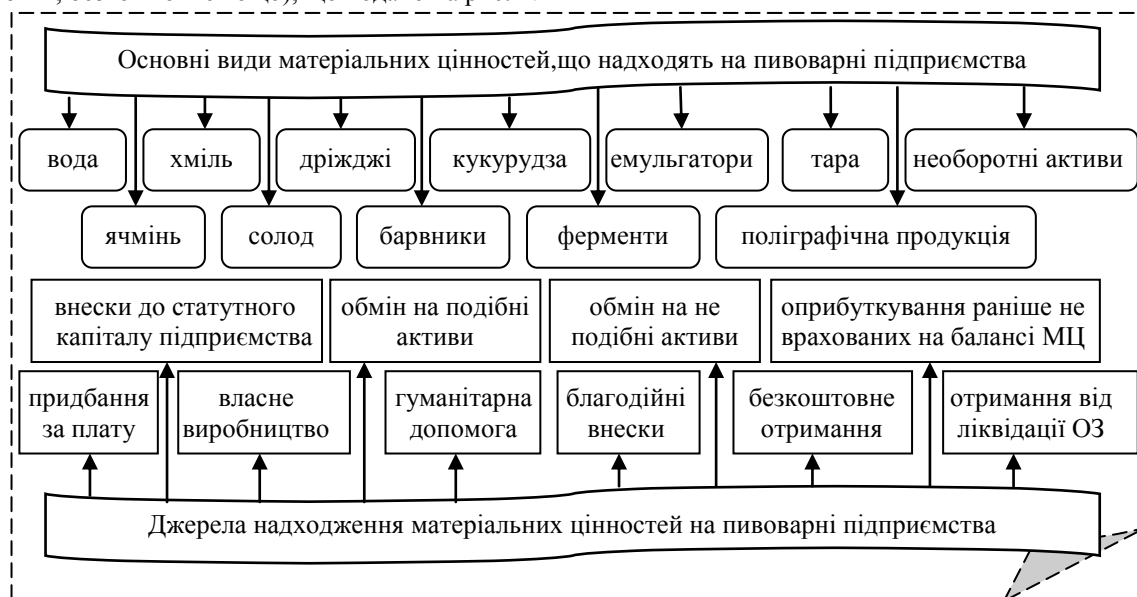 Основні види матеріальних цінностей,що надходять на пивоварні підприємства
вода хміль дріжджі кукурудза емульгатори тара необоротні активи
ячмінь солод барвники ферменти поліграфічна продукція
внески до статутного
капіталу підприємства
обмін на подібні
активи
обмін на не
подібні активи
оприбуткування раніше не
врахованих на балансі МЦ
придбання
за плату
власне
виробництво
гуманітарна
допомога
благодійні
внески
безкоштовне
отримання
отримання від
ліквідації ОЗ
Джерела надходження матеріальних цінностей на пивоварні підприємства